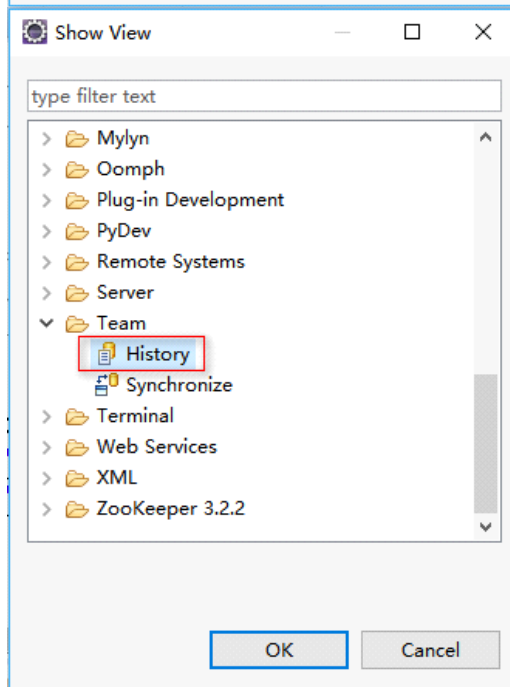 Show View
type filter text
Mylyn
Oomph
Plug-in Development
PyDev
Remote Systems
Server
Team
History
Synchronize
Terminal
Web Services
XML
ZooKeeper 3.2.2
OK
Cancel